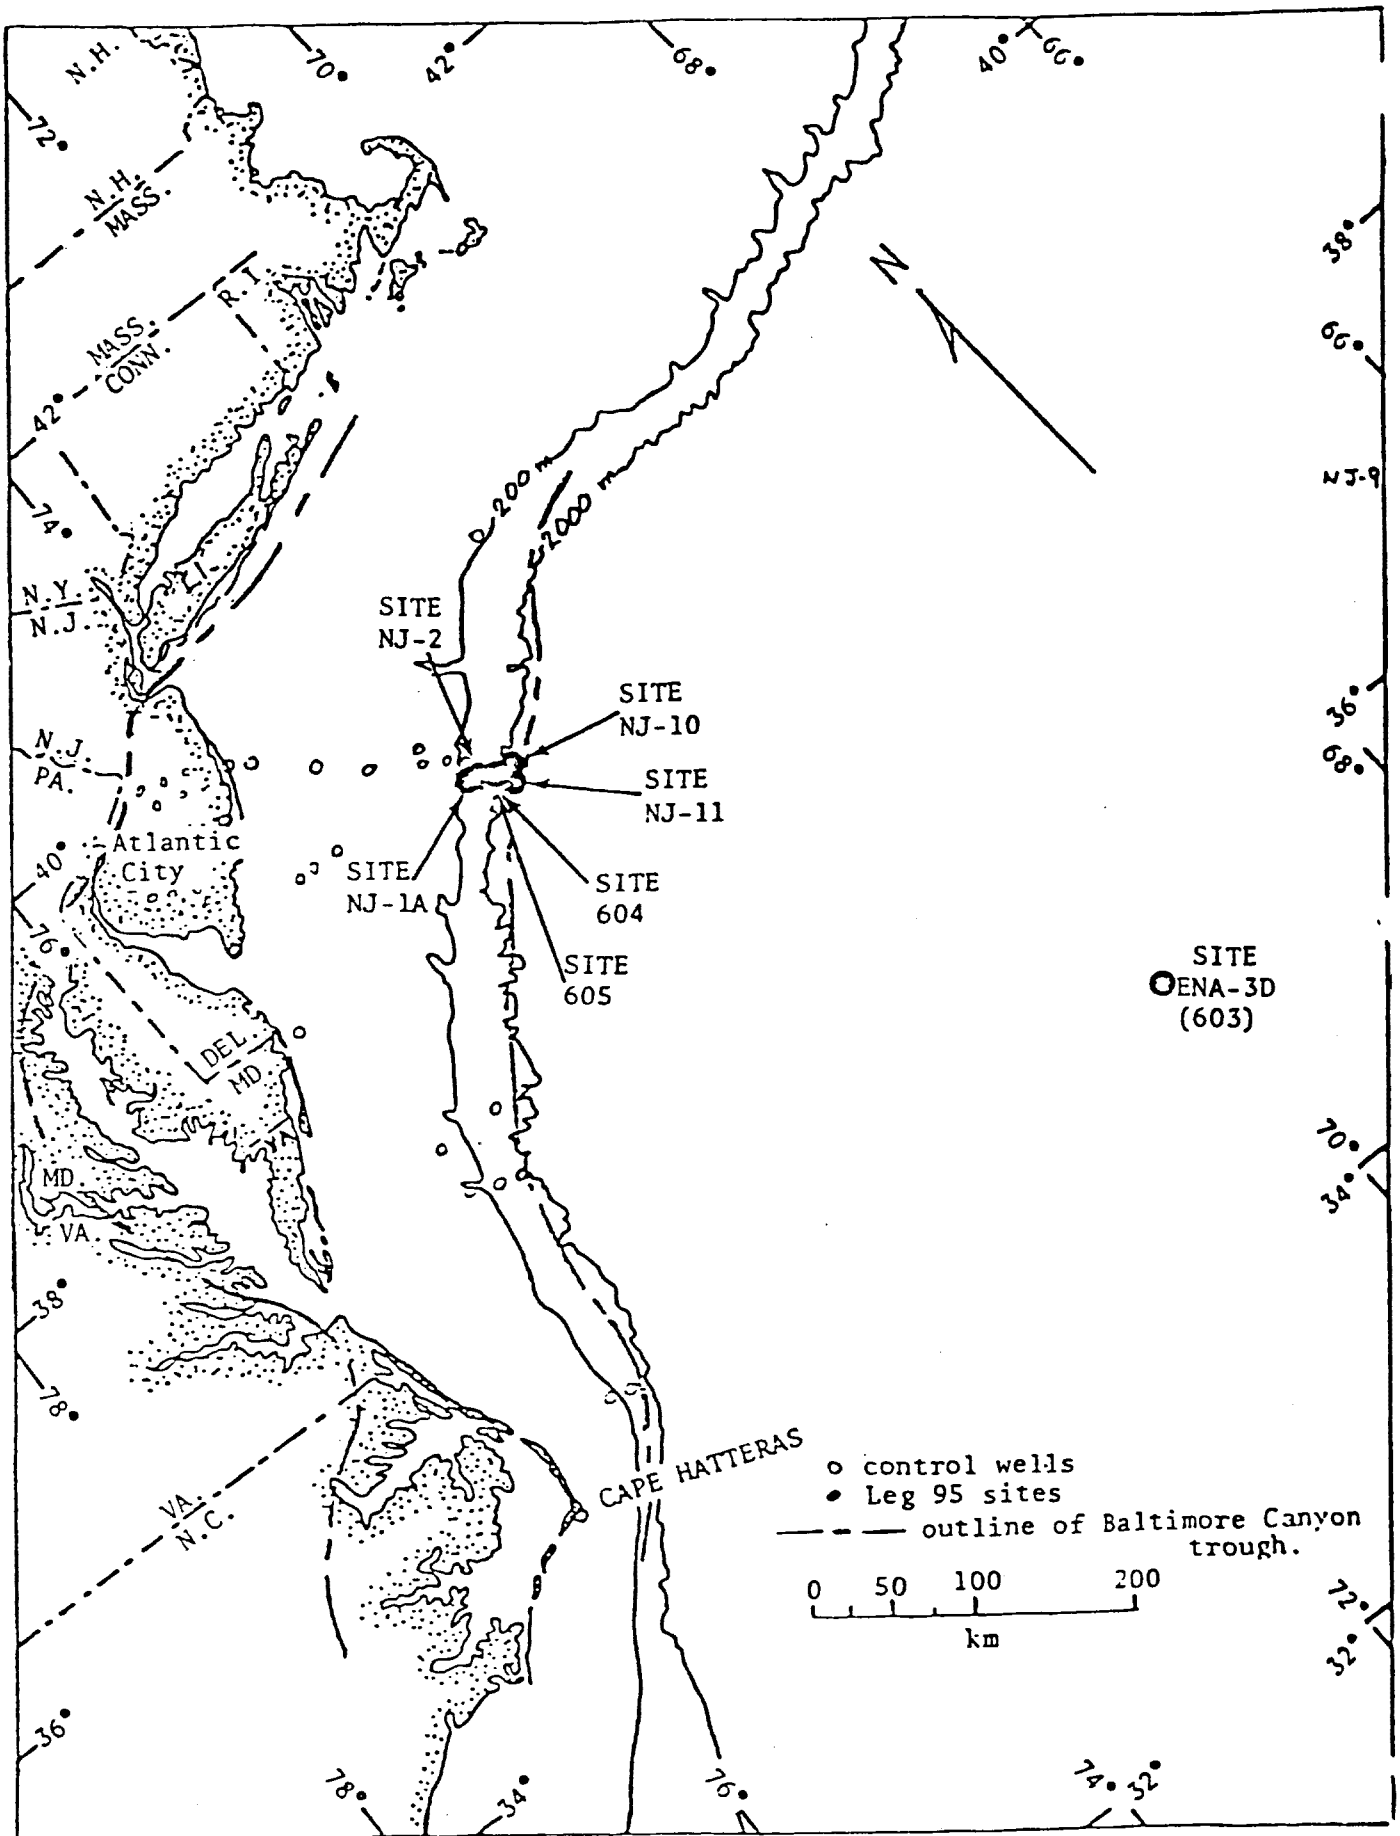 N.H.
70°
42°
68°
40°
66°
72°
N.H.
MASS.
38°
R.I
MASS.
CONN.
66°
42°
200 m
NJ-9
74°
2000 m
L.I.
N.Y.
N.J.
SITE
NJ-2
SITE
NJ-10
36°
68°
N.J.
PA.
SITE
NJ-11
Atlantic
City
40°
SITE
NJ-1A
SITE
604
76°
SITE
605
SITE
ENA-3D
(603)
DEL.
MD
70°
34°
MD.
VA.
38°
78°
CAPE HATTERAS
VA.
N.C.
control wells
Leg 95 sites
outline of Baltimore Canyon
trough.
0 50 100 200
km
72°
32°
36°
78°
34°
76°
74°
32°